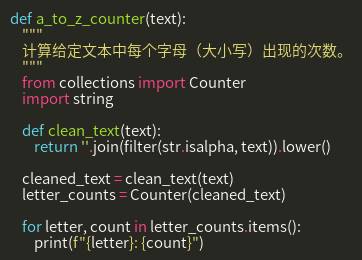 def a_to_z_counter(text):
    """
    计算给定文本中每个字母（大小写）出现的次数。
    """
    from collections import Counter
    import string

    def clean_text(text):
        return ''.join(filter(str.isalpha, text)).lower()

    cleaned_text = clean_text(text)
    letter_counts = Counter(cleaned_text)

    for letter, count in letter_counts.items():
        print(f"{letter}: {count}")